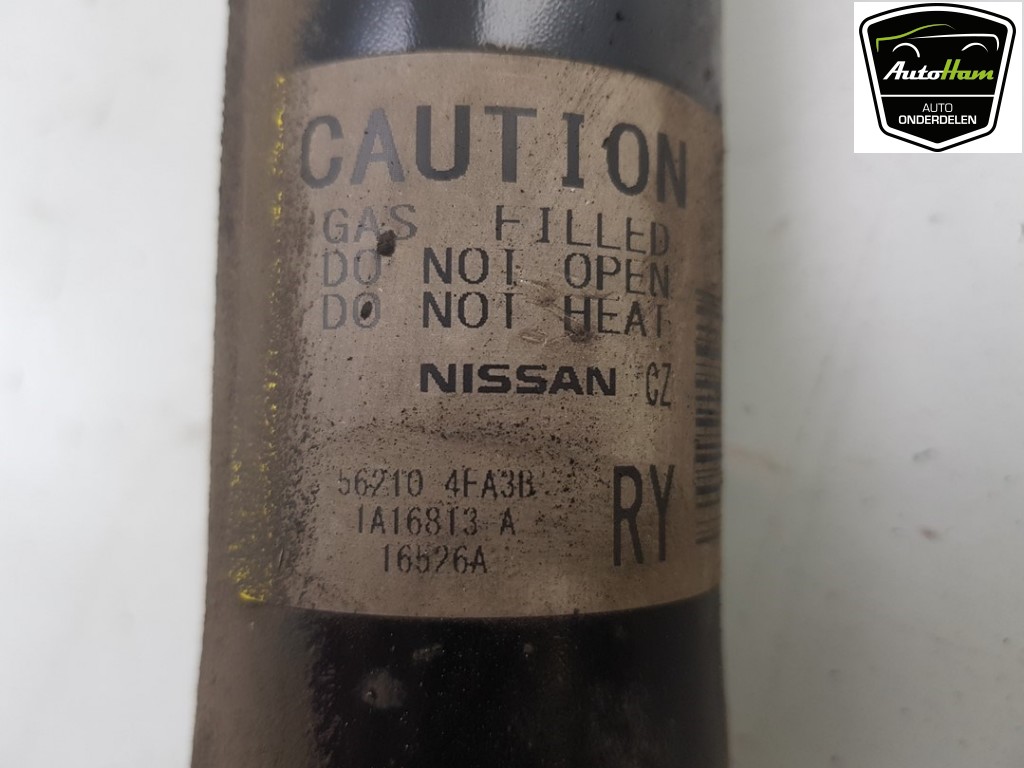 AutoHam
AUTO
ONDERDELEN
CAUTION
GAS FILLED
DO NOT OPEN
DO NOT HEAT
NISSAN CZ
56210 4FA3B
1A16813 A
16526A
RY